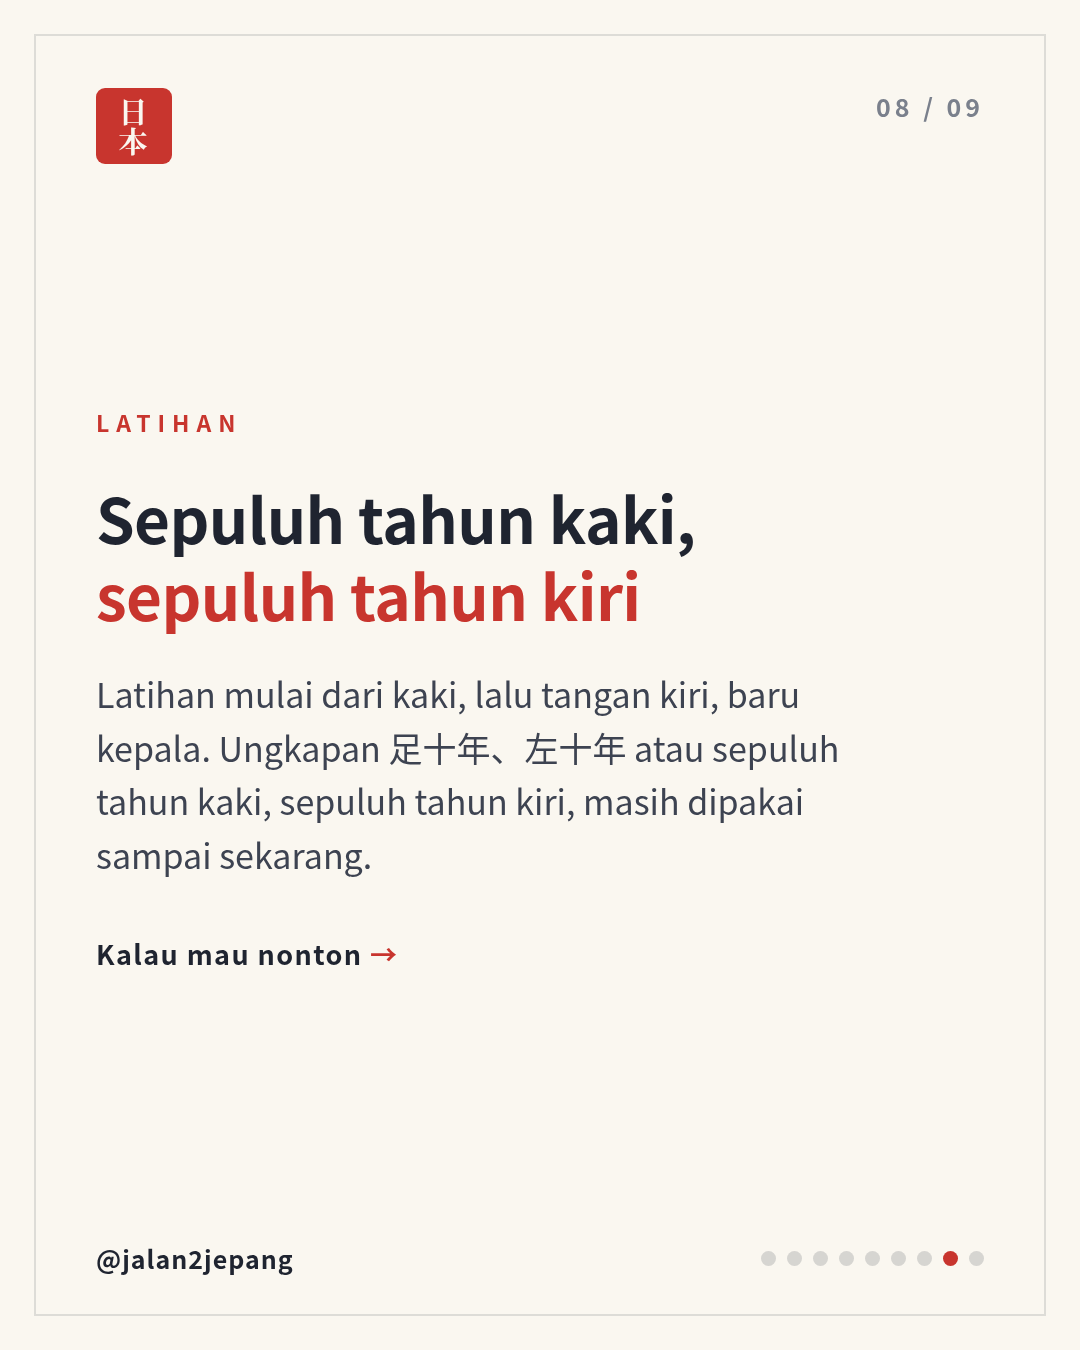 日
本
08 / 09
LATIHAN
Sepuluh tahun kaki,
sepuluh tahun kiri
Latihan mulai dari kaki, lalu tangan kiri, baru
kepala. Ungkapan 足十年、左十年 atau sepuluh
tahun kaki, sepuluh tahun kiri, masih dipakai
sampai sekarang.
Kalau mau nonton →
@jalan2jepang